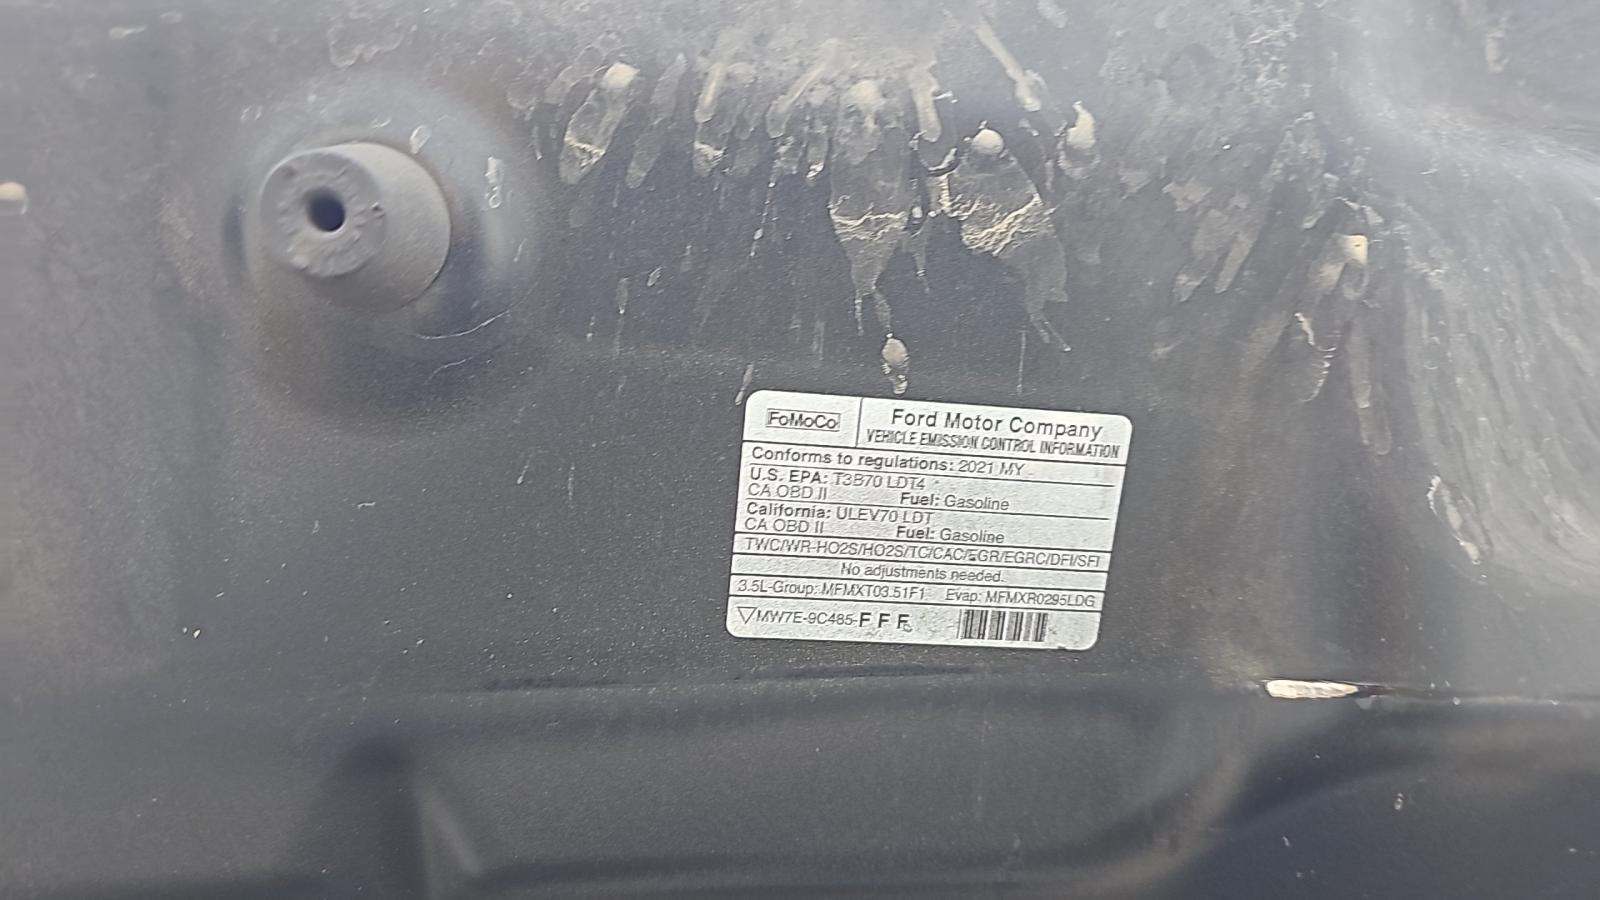 FoMoCo
Ford Motor Company
VEHICLE EMISSION CONTROL INFORMATION
Conforms to regulations: 2021 MY
U.S. EPA: T3B70 LDT4
CA OBD II Fuel: Gasoline
California: ULEV70 LDT
CA OBD II Fuel: Gasoline
TWC/WR-HO2S/HO2S/TC/CAC/EGR/EGRC/DFI/SFI
No adjustments needed.
3.5L-Group: MFMXT03.51F1 Evap: MFMXR0295LDG
MW7E-9C485-F F F